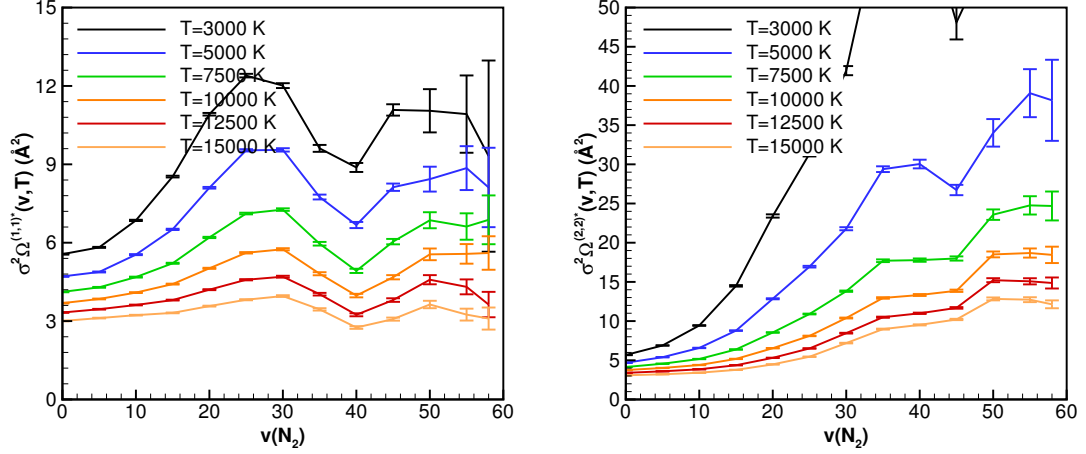 15
12
9
6
3
0
0 10 20 30 40 50 60
σ²Ω⁽¹,¹⁾*(v,T) (Å²)
v(N₂)
T=3000 K
T=5000 K
T=7500 K
T=10000 K
T=12500 K
T=15000 K
50
45
40
35
30
25
20
15
10
5
0
0 10 20 30 40 50 60
σ²Ω⁽²,²⁾*(v,T) (Å²)
v(N₂)
T=3000 K
T=5000 K
T=7500 K
T=10000 K
T=12500 K
T=15000 K